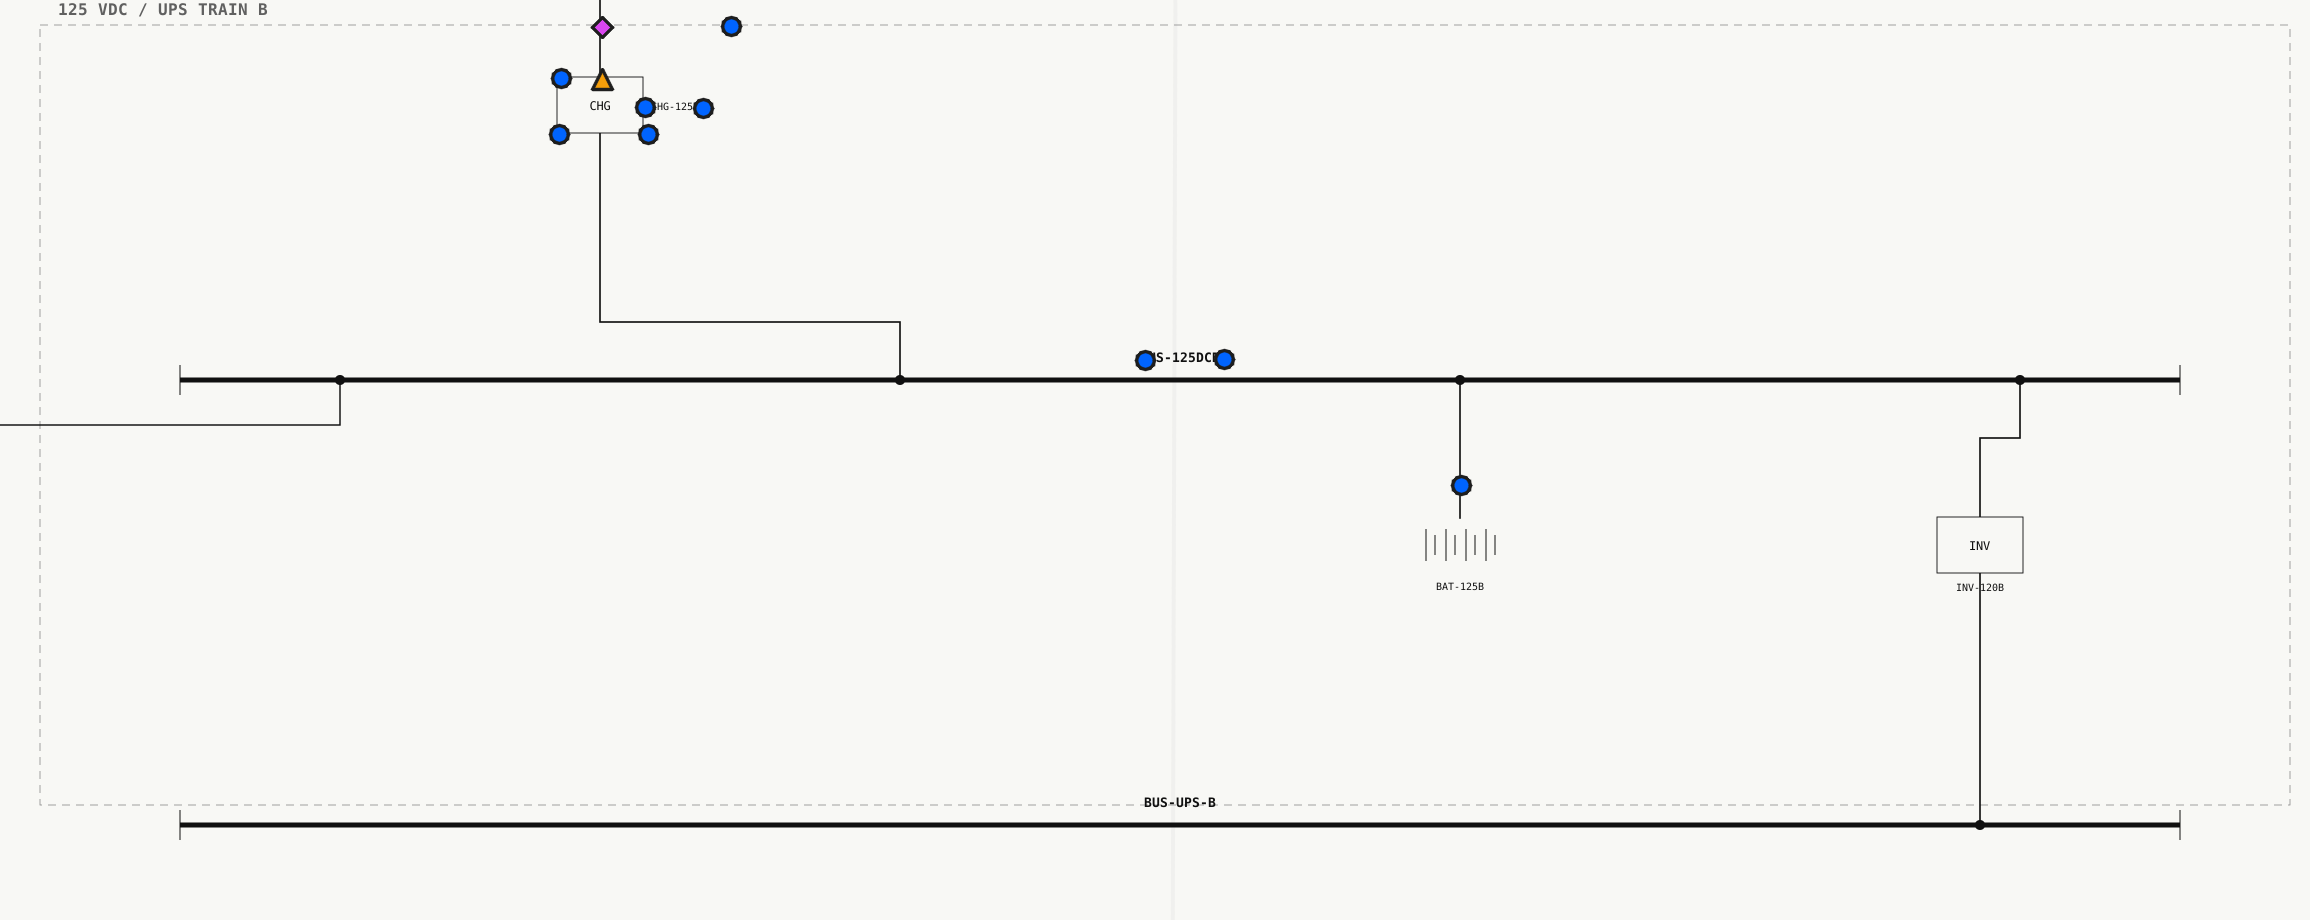 125 VDC / UPS TRAIN B
CHG
INV
BAT-125B
INV-120B
BUS-UPS-B